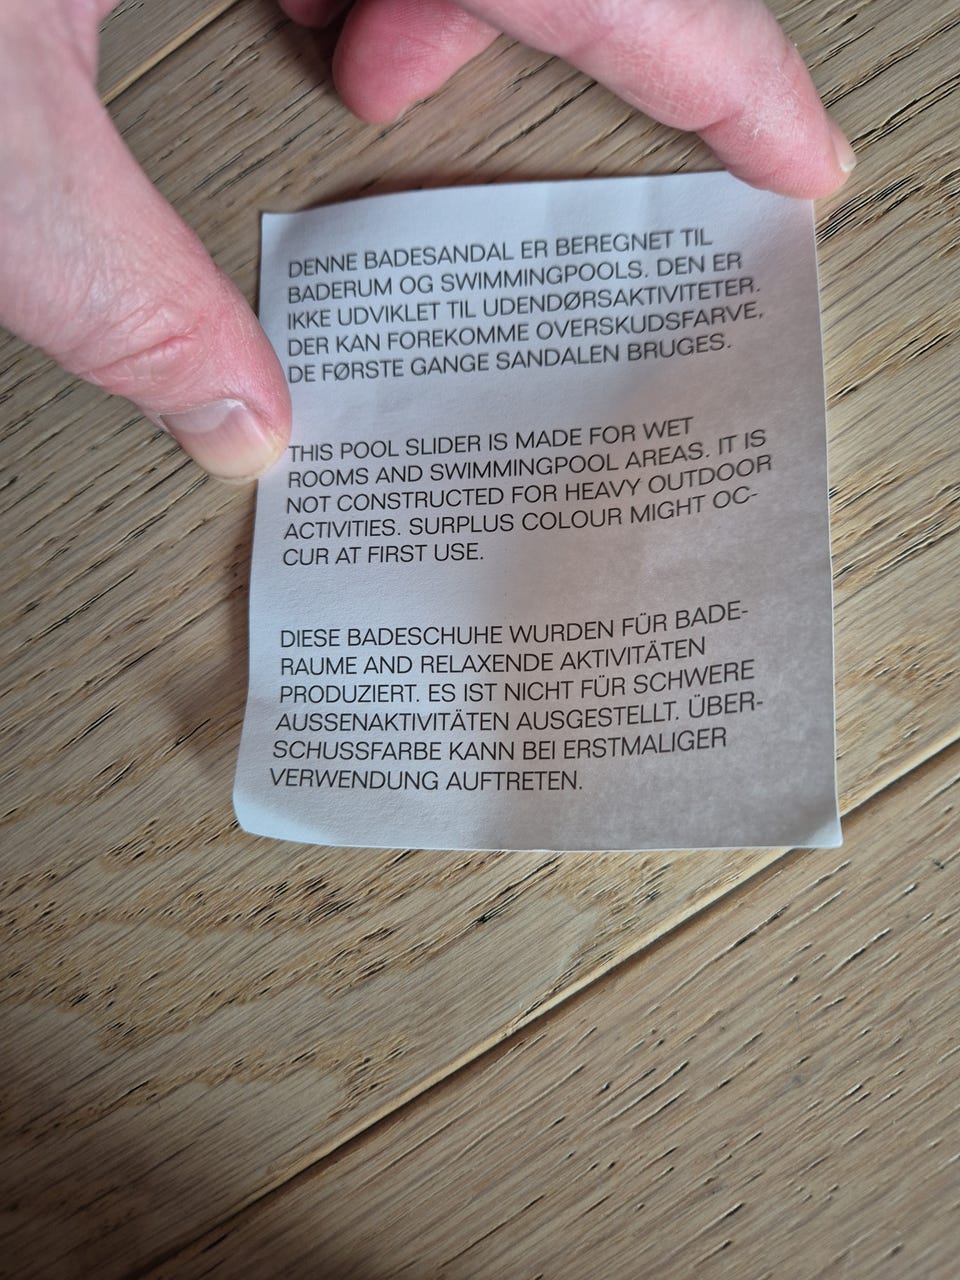 DENNE BADESANDAL ER BEREGNET TIL
BADERUM OG SWIMMINGPOOLS. DEN ER
IKKE UDVIKLET TIL UDENDØRSAKTIVITETER.
DER KAN FOREKOMME OVERSKUDSFARVE,
DE FØRSTE GANGE SANDALEN BRUGES.
THIS POOL SLIDER IS MADE FOR WET
ROOMS AND SWIMMINGPOOL AREAS. IT IS
NOT CONSTRUCTED FOR HEAVY OUTDOOR
ACTIVITIES. SURPLUS COLOUR MIGHT OC-
CUR AT FIRST USE.
DIESE BADESCHUHE WURDEN FÜR BADE-
RAUME AND RELAXENDE AKTIVITÄTEN
PRODUZIERT. ES IST NICHT FÜR SCHWERE
AUSSENAKTIVITÄTEN AUSGESTELLT. ÜBER-
SCHUSSFARBE KANN BEI ERSTMALIGER
VERWENDUNG AUFTRETEN.